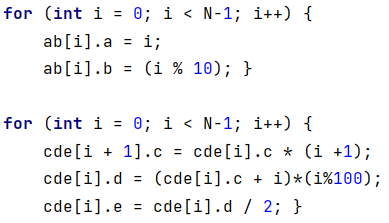 for (int i = 0; i < N-1; i++) {
    ab[i].a = i;
    ab[i].b = (i % 10); }

for (int i = 0; i < N-1; i++) {
    cde[i + 1].c = cde[i].c * (i +1);
    cde[i].d = (cde[i].c + i)*(i%100);
    cde[i].e = cde[i].d / 2; }